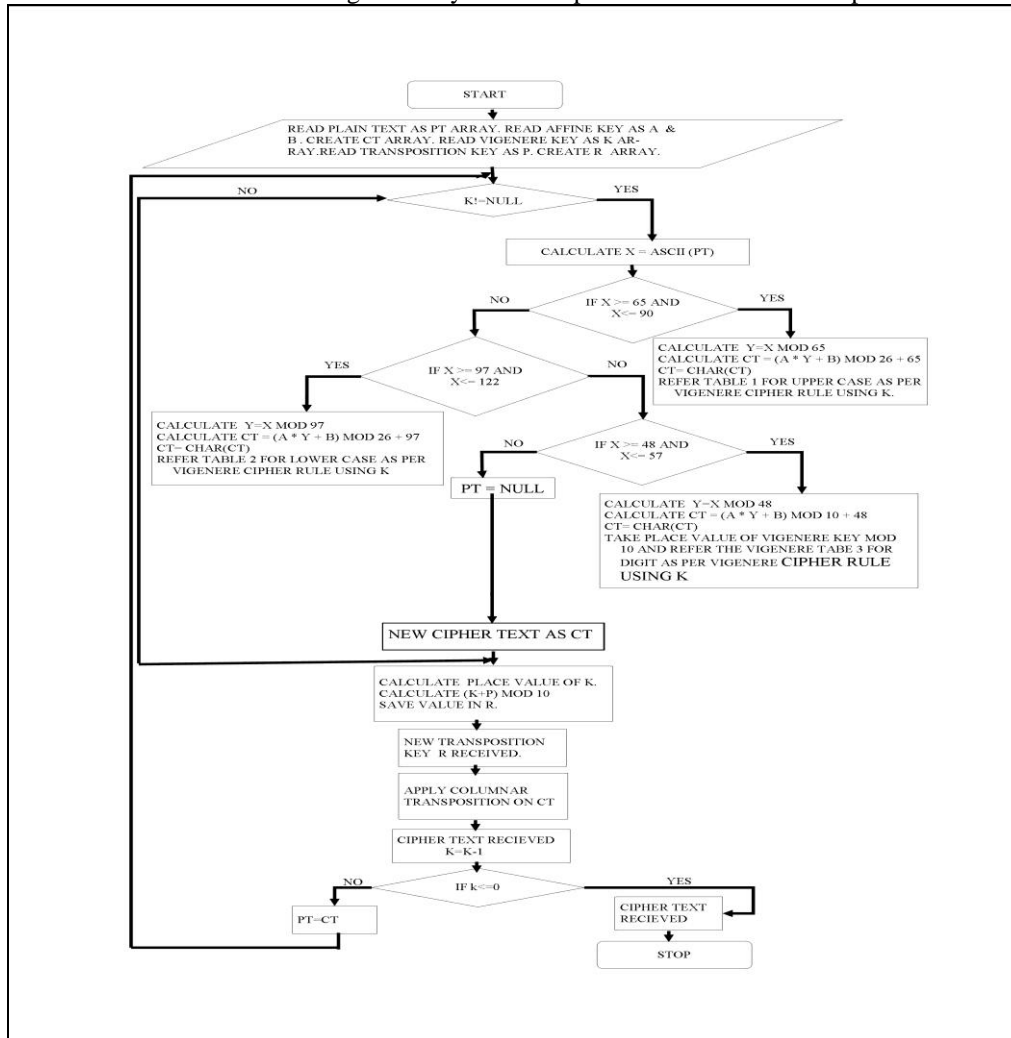 START
READ PLAIN TEXT AS PT ARRAY. READ AFFINE KEY AS A &
B . CREATE CT ARRAY. READ VIGENERE KEY AS K AR-
RAY.READ TRANSPOSITION KEY AS P. CREATE R ARRAY.
NO
YES
K!=NULL
CALCULATE X = ASCII (PT)
NO
YES
IF X >= 65 AND
X<= 90
CALCULATE Y=X MOD 65
CALCULATE CT = (A * Y + B) MOD 26 + 65
CT= CHAR(CT)
REFER TABLE 1 FOR UPPER CASE AS PER
VIGENERE CIPHER RULE USING K.
YES
NO
IF X >= 97 AND
X<= 122
CALCULATE Y=X MOD 97
CALCULATE CT = (A * Y + B) MOD 26 + 97
CT= CHAR(CT)
REFER TABLE 2 FOR LOWER CASE AS PER
VIGENERE CIPHER RULE USING K
NO
YES
IF X >= 48 AND
X<= 57
PT = NULL
CALCULATE Y=X MOD 48
CALCULATE CT = (A * Y + B) MOD 10 + 48
CT= CHAR(CT)
TAKE PLACE VALUE OF VIGENERE KEY MOD
10 AND REFER THE VIGENERE TABE 3 FOR
DIGIT AS PER VIGENERE CIPHER RULE
USING K
NEW CIPHER TEXT AS CT
CALCULATE PLACE VALUE OF K.
CALCULATE (K+P) MOD 10
SAVE VALUE IN R.
NEW TRANSPOSITION
KEY R RECEIVED.
APPLY COLUMNAR
TRANSPOSITION ON CT
CIPHER TEXT RECIEVED
K=K-1
NO
YES
IF k<=0
PT=CT
CIPHER TEXT
RECIEVED
STOP